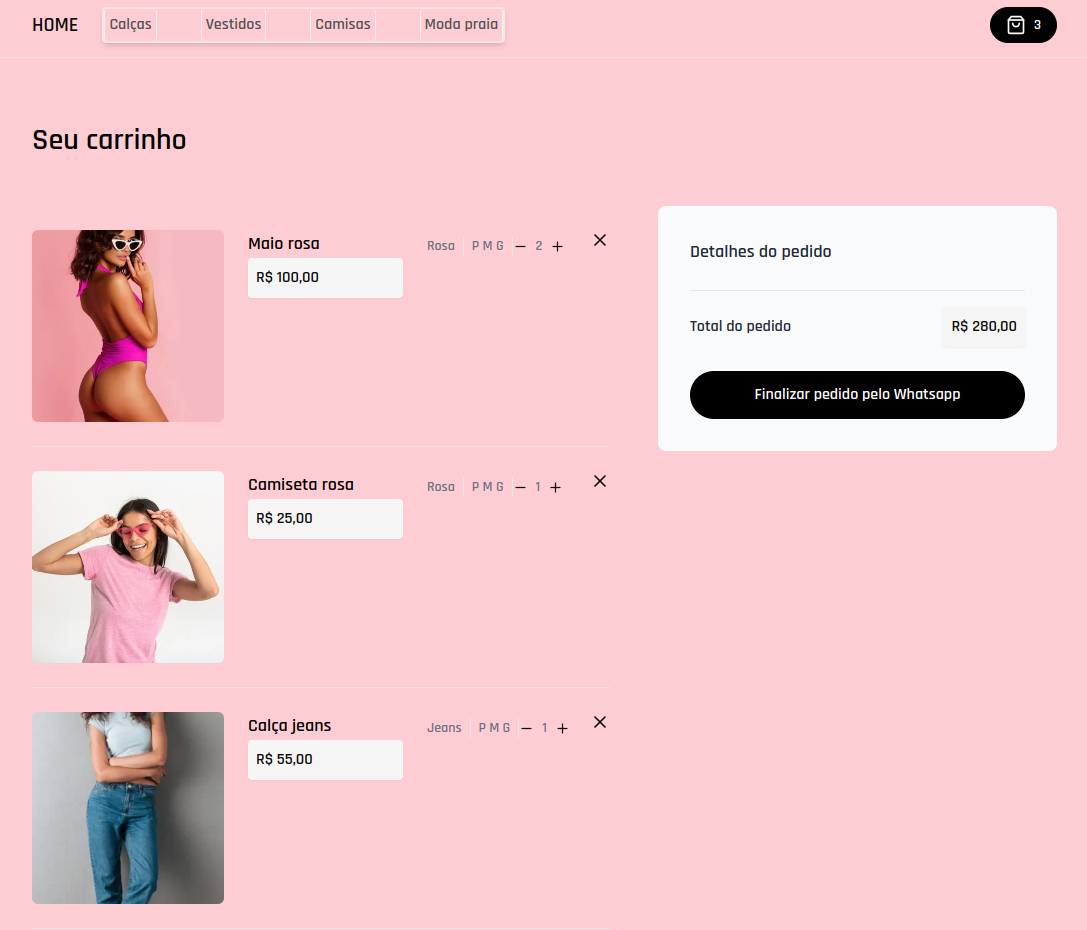 HOME Calças Vestidos Camisas Moda praia 3
Seu carrinho
Maio rosa Rosa P M G 2
R$ 100,00
Camiseta rosa Rosa P M G 1
R$ 25,00
Calça jeans Jeans P M G 1
R$ 55,00
Detalhes do pedido
Total do pedido R$ 280,00
Finalizar pedido pelo Whatsapp